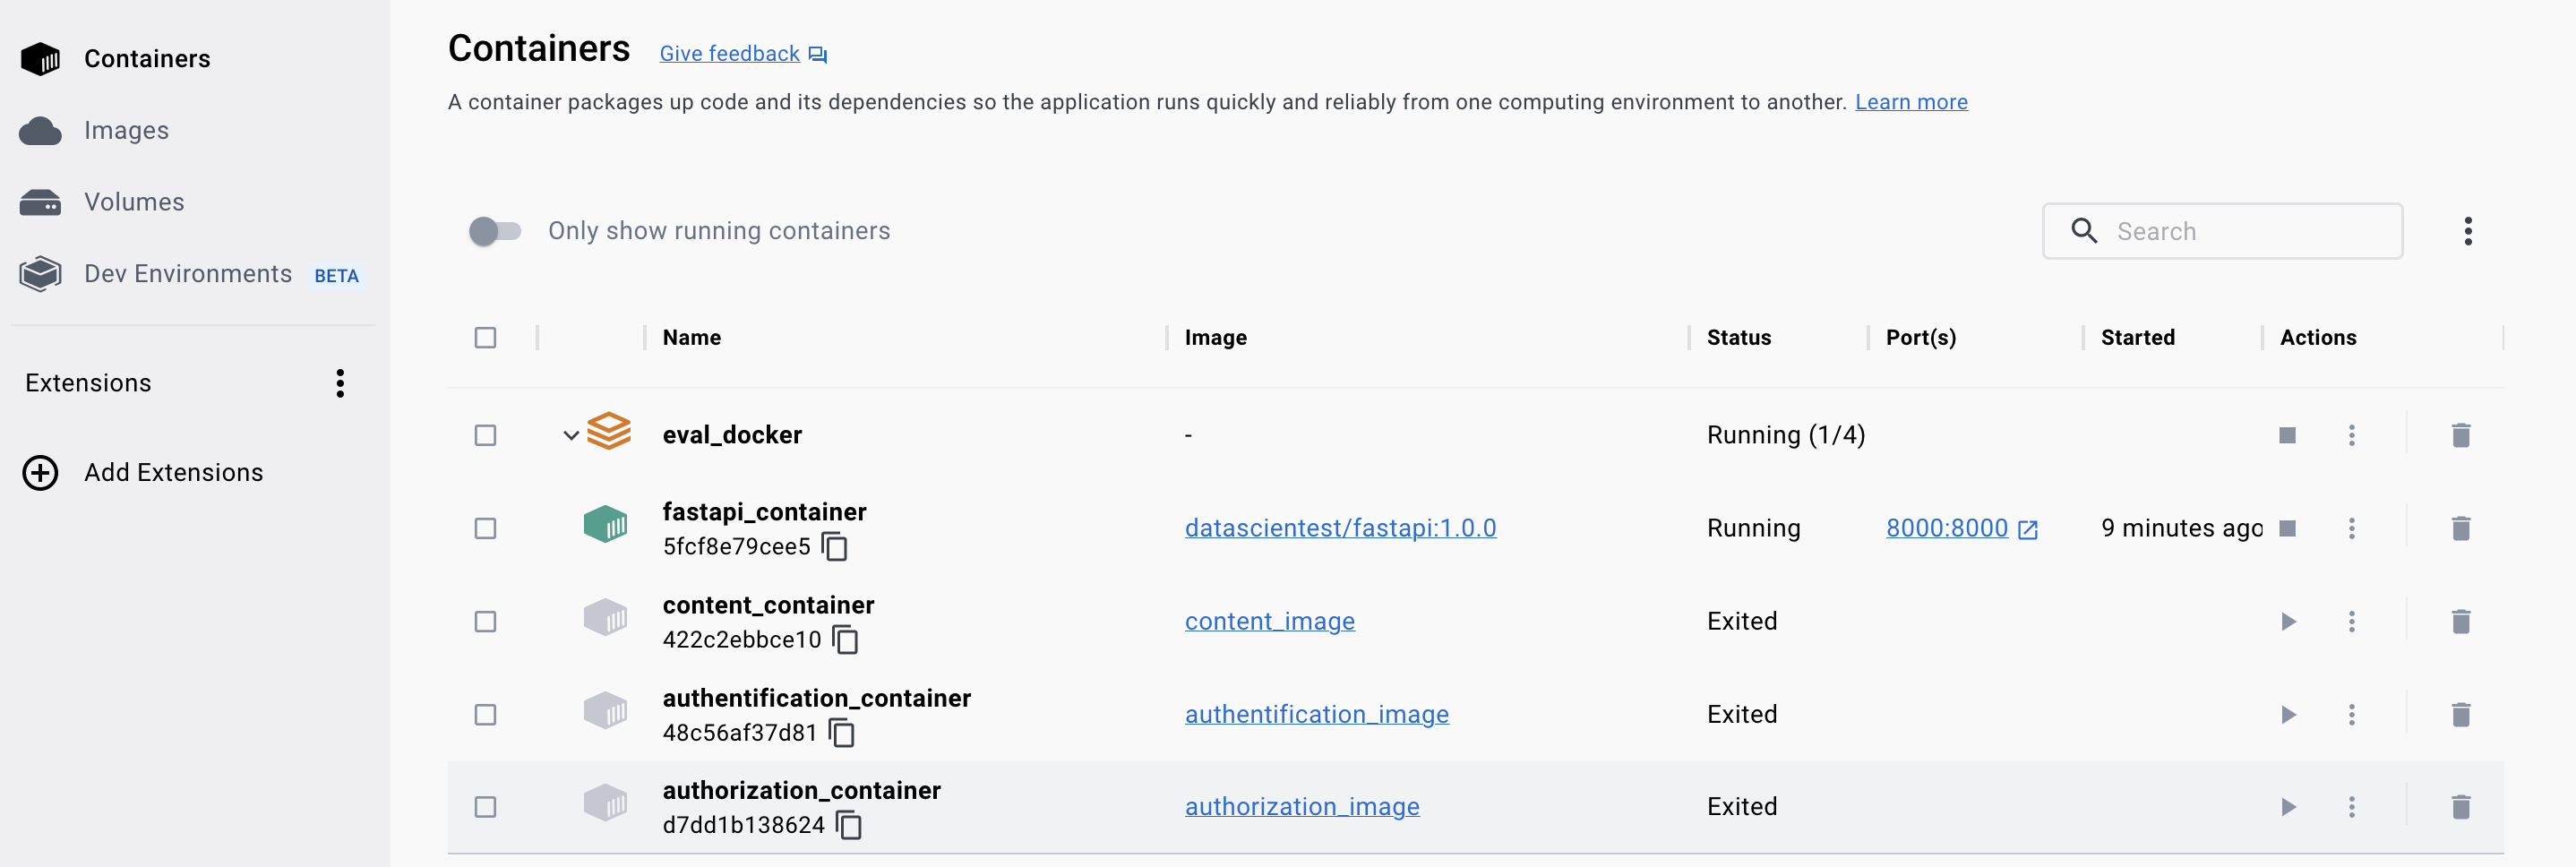 Containers
Images
Volumes
Dev Environments BETA
Extensions
Add Extensions
Containers Give feedback
A container packages up code and its dependencies so the application runs quickly and reliably from one computing environment to another. Learn more
Only show running containers
Search
Name Image Status Port(s) Started Actions
eval_docker - Running (1/4)
fastapi_container
5fcf8e79cee5
datascientest/fastapi:1.0.0 Running 8000:8000 9 minutes ago
content_container
422c2ebbce10
content_image Exited
authentification_container
48c56af37d81
authentification_image Exited
authorization_container
d7dd1b138624
authorization_image Exited